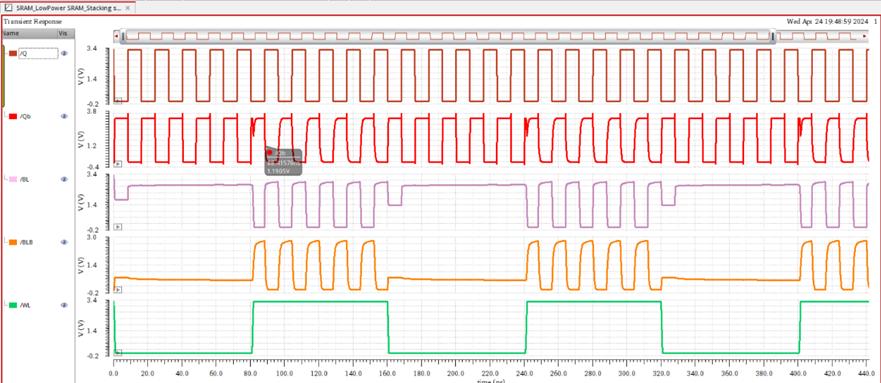 SRAM_LowPower SRAM_Stacking s...
Transient Response
Wed Apr 24 19:48:59 2024 1
Name Vis
/Q
3.4
1.4
-0.2
V (V)
/Qb
3.8
1.2
-0.4
V (V)
1.1905V
/BL
3.4
1.4
-0.2
V (V)
/BLB
3.0
1.4
-0.2
V (V)
/WL
3.4
1.4
-0.2
V (V)
0.0 20.0 40.0 60.0 80.0 100.0 120.0 140.0 160.0 180.0 200.0 220.0 240.0 260.0 280.0 300.0 320.0 340.0 360.0 380.0 400.0 420.0 440.0
time (ns)